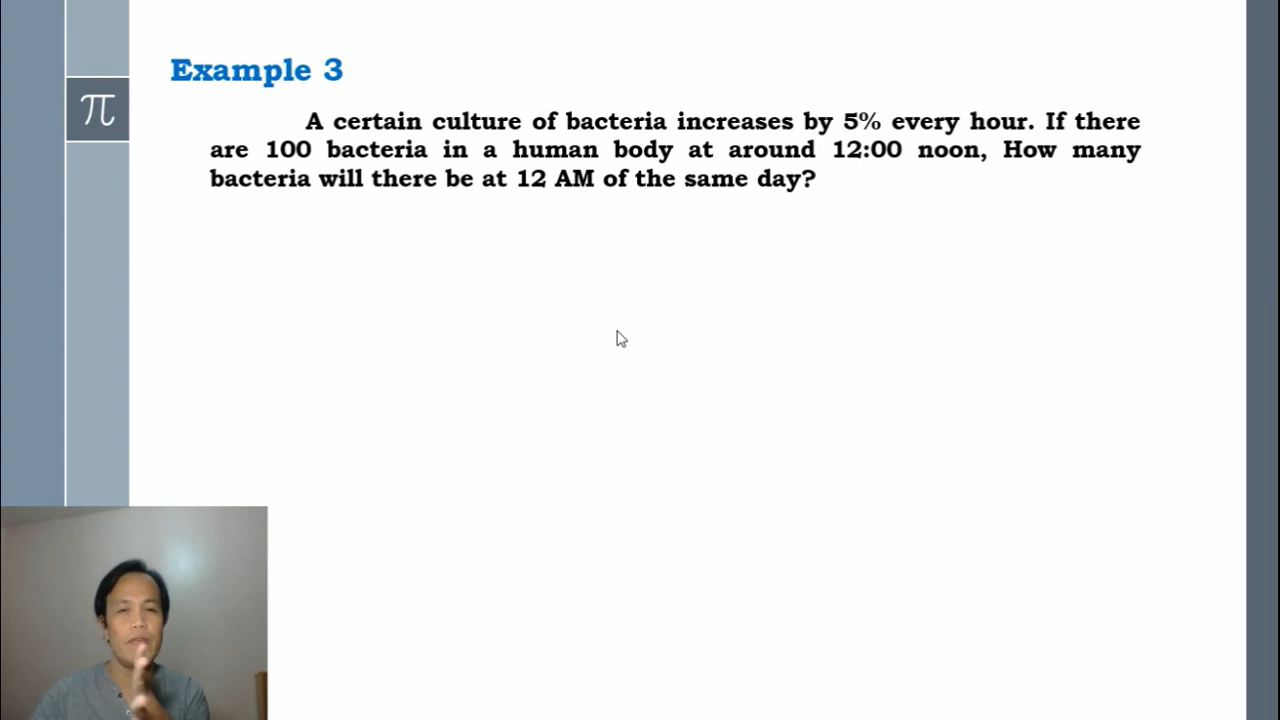 Example 3
π
A certain culture of bacteria increases by 5% every hour. If there
are 100 bacteria in a human body at around 12:00 noon, How many
bacteria will there be at 12 AM of the same day?